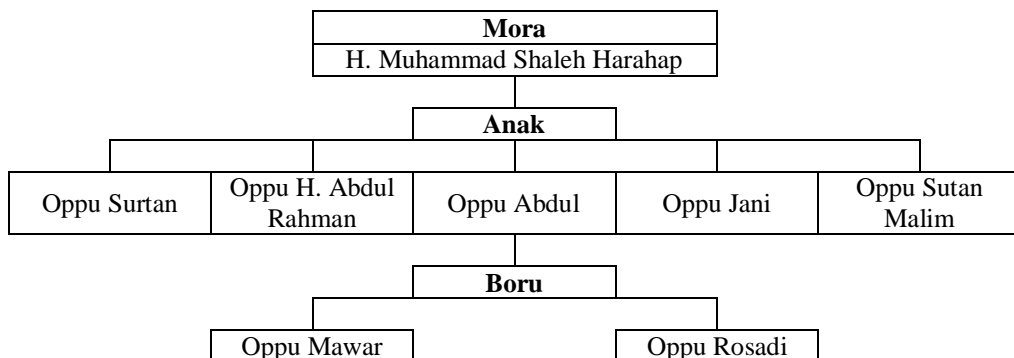 Mora
H. Muhammad Shaleh Harahap
Anak
Oppu Surtan
Oppu H. Abdul
Rahman
Oppu Abdul
Oppu Jani
Oppu Sutan
Malim
Boru
Oppu Mawar
Oppu Rosadi